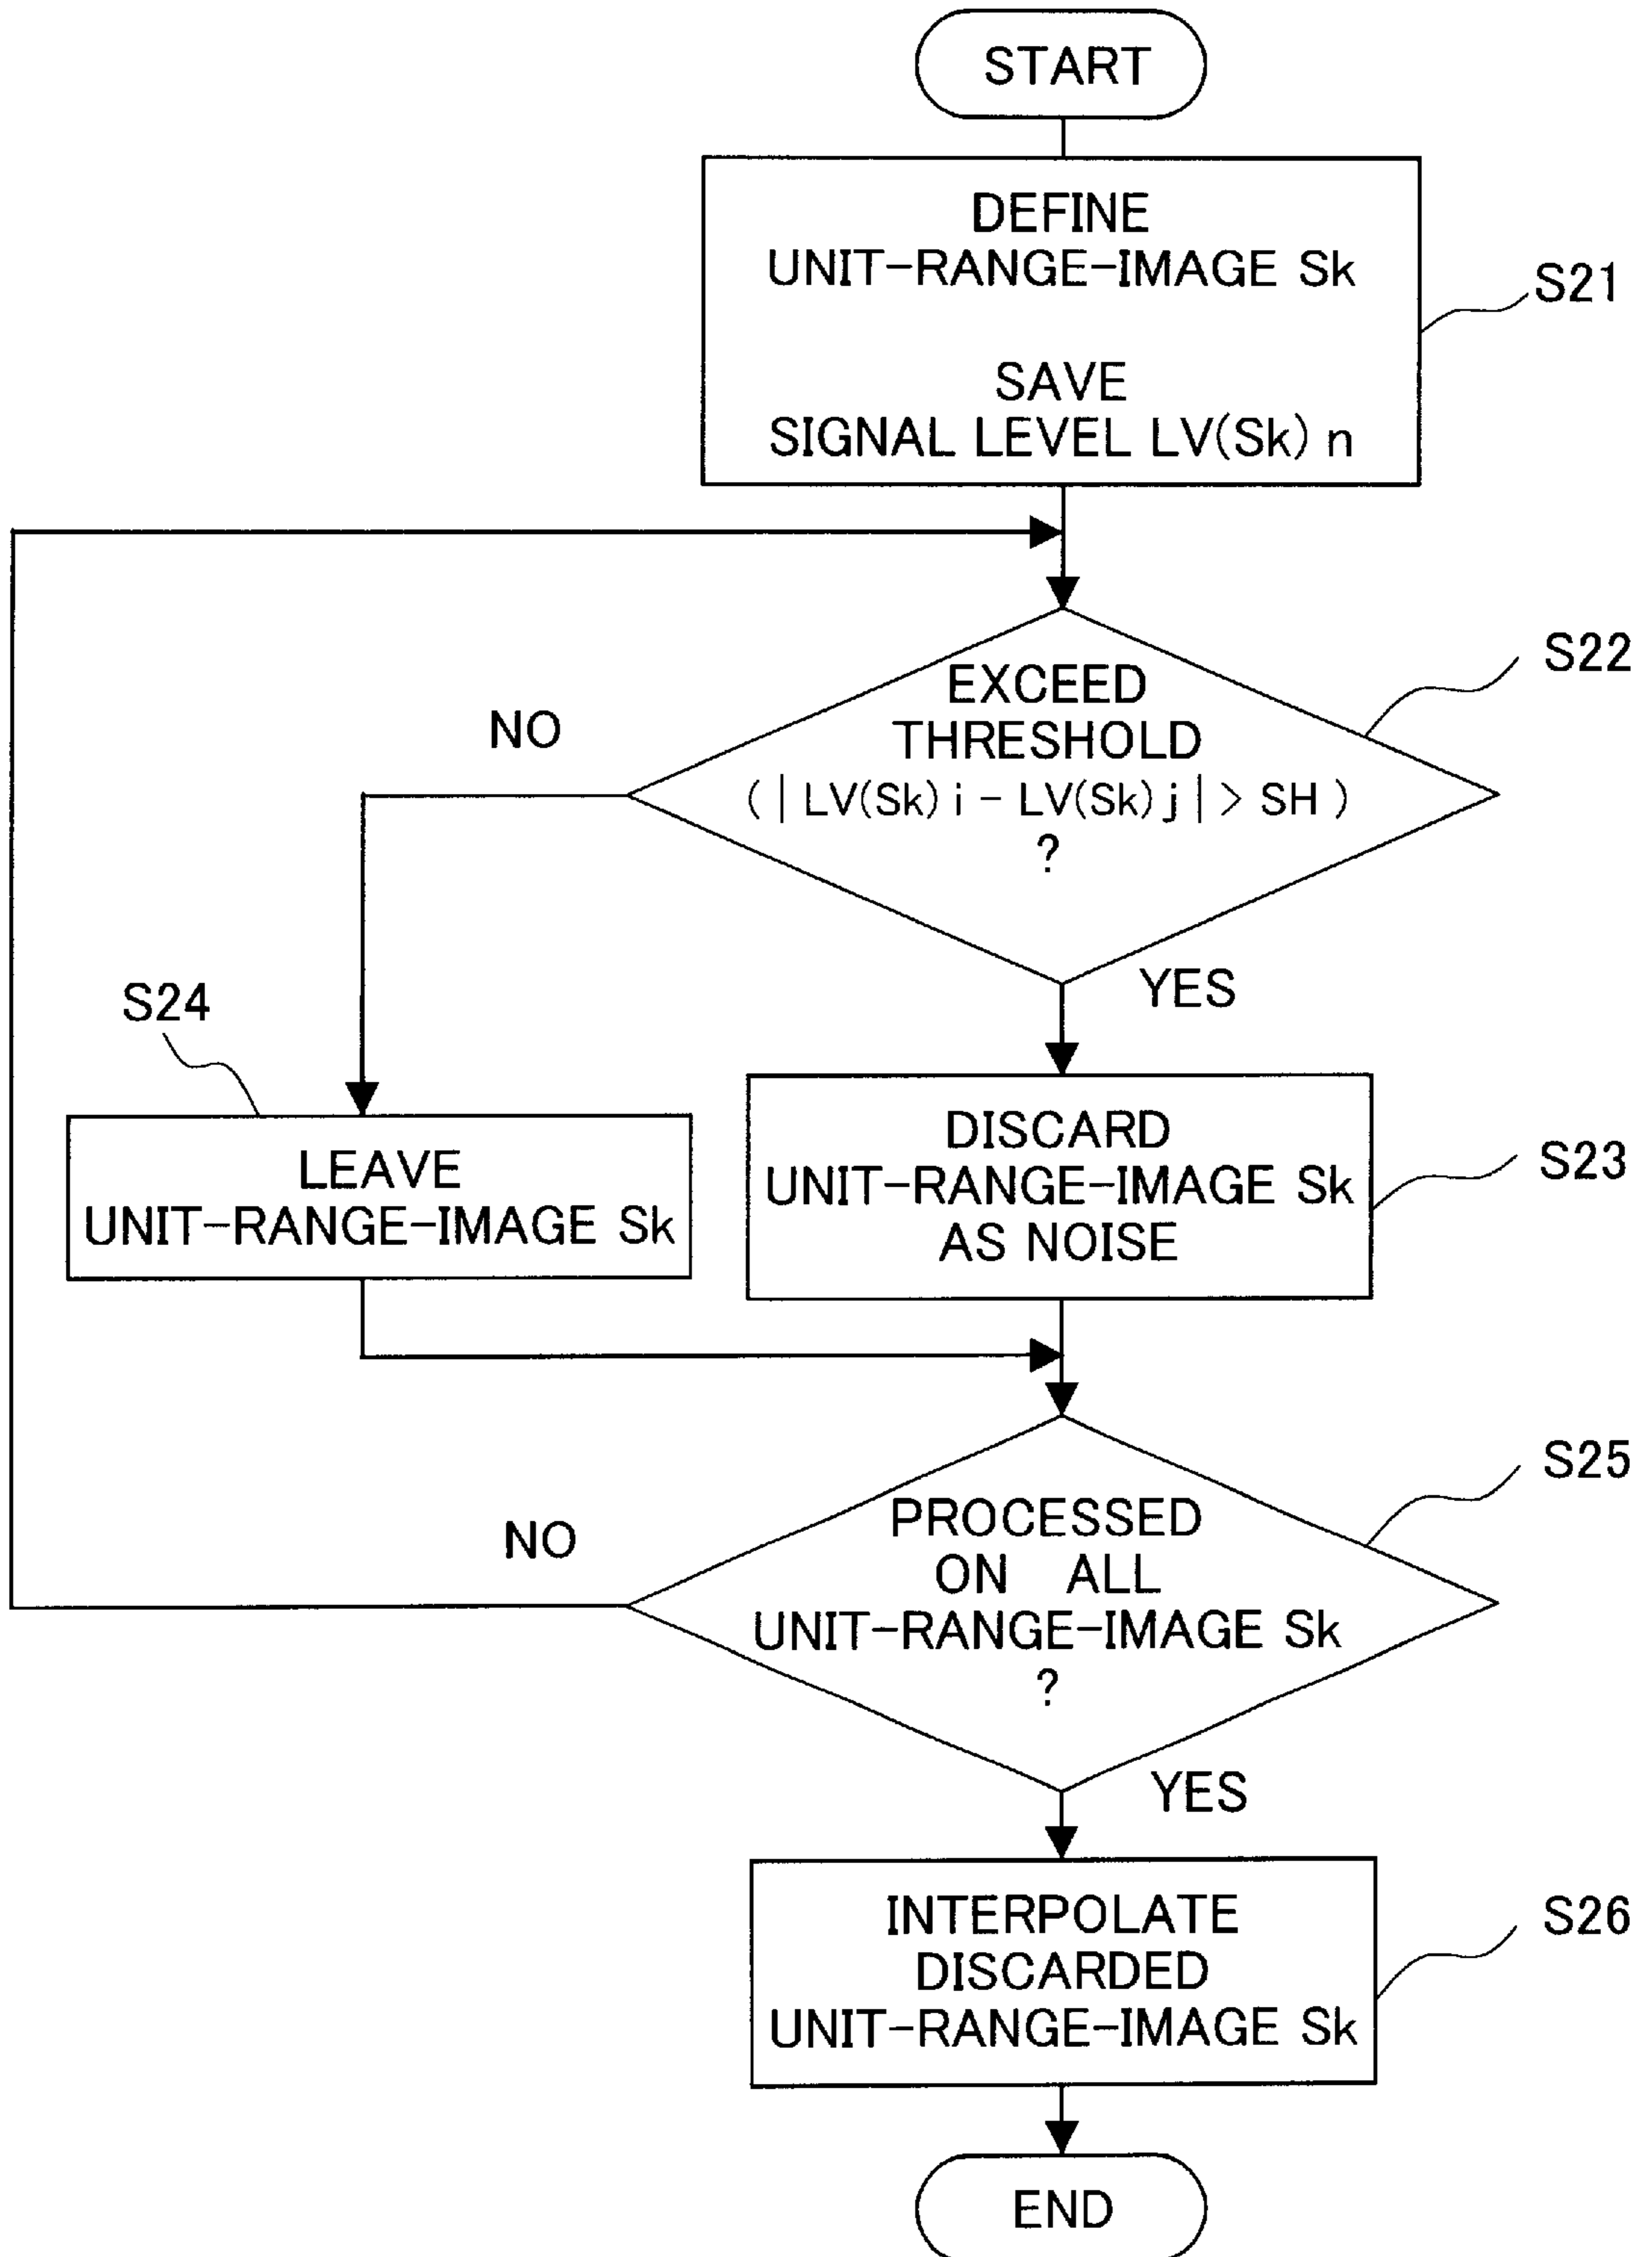 START
DEFINE
UNIT-RANGE-IMAGE Sk
SAVE
SIGNAL LEVEL LV(Sk) n
S21
EXCEED
THRESHOLD
( | LV(Sk) i - LV(Sk) j | > SH )
?
S22
NO
YES
S24
LEAVE
UNIT-RANGE-IMAGE Sk
DISCARD
UNIT-RANGE-IMAGE Sk
AS NOISE
S23
PROCESSED
ON ALL
UNIT-RANGE-IMAGE Sk
?
S25
NO
YES
INTERPOLATE
DISCARDED
UNIT-RANGE-IMAGE Sk
S26
END